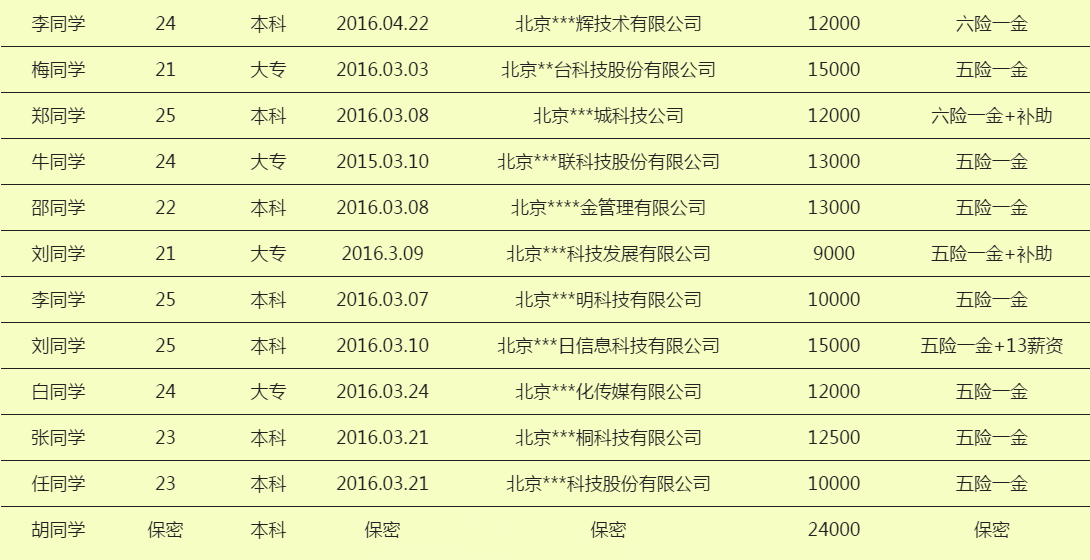 李同学 24 本科 2016.04.22 北京***辉技术有限公司 12000 六险一金
梅同学 21 大专 2016.03.03 北京**台科技股份有限公司 15000 五险一金
郑同学 25 本科 2016.03.08 北京***城科技公司 12000 六险一金+补助
牛同学 24 大专 2015.03.10 北京***联科技股份有限公司 13000 五险一金
邵同学 22 本科 2016.03.08 北京****金管理有限公司 13000 五险一金
刘同学 21 大专 2016.3.09 北京***科技发展有限公司 9000 五险一金+补助
李同学 25 本科 2016.03.07 北京***明科技有限公司 10000 五险一金
刘同学 25 本科 2016.03.10 北京***日信息科技有限公司 15000 五险一金+13薪资
白同学 24 大专 2016.03.24 北京***化传媒有限公司 12000 五险一金
张同学 23 本科 2016.03.21 北京***桐科技有限公司 12500 五险一金
任同学 23 本科 2016.03.21 北京***科技股份有限公司 10000 五险一金
胡同学 保密 本科 保密 保密 24000 保密